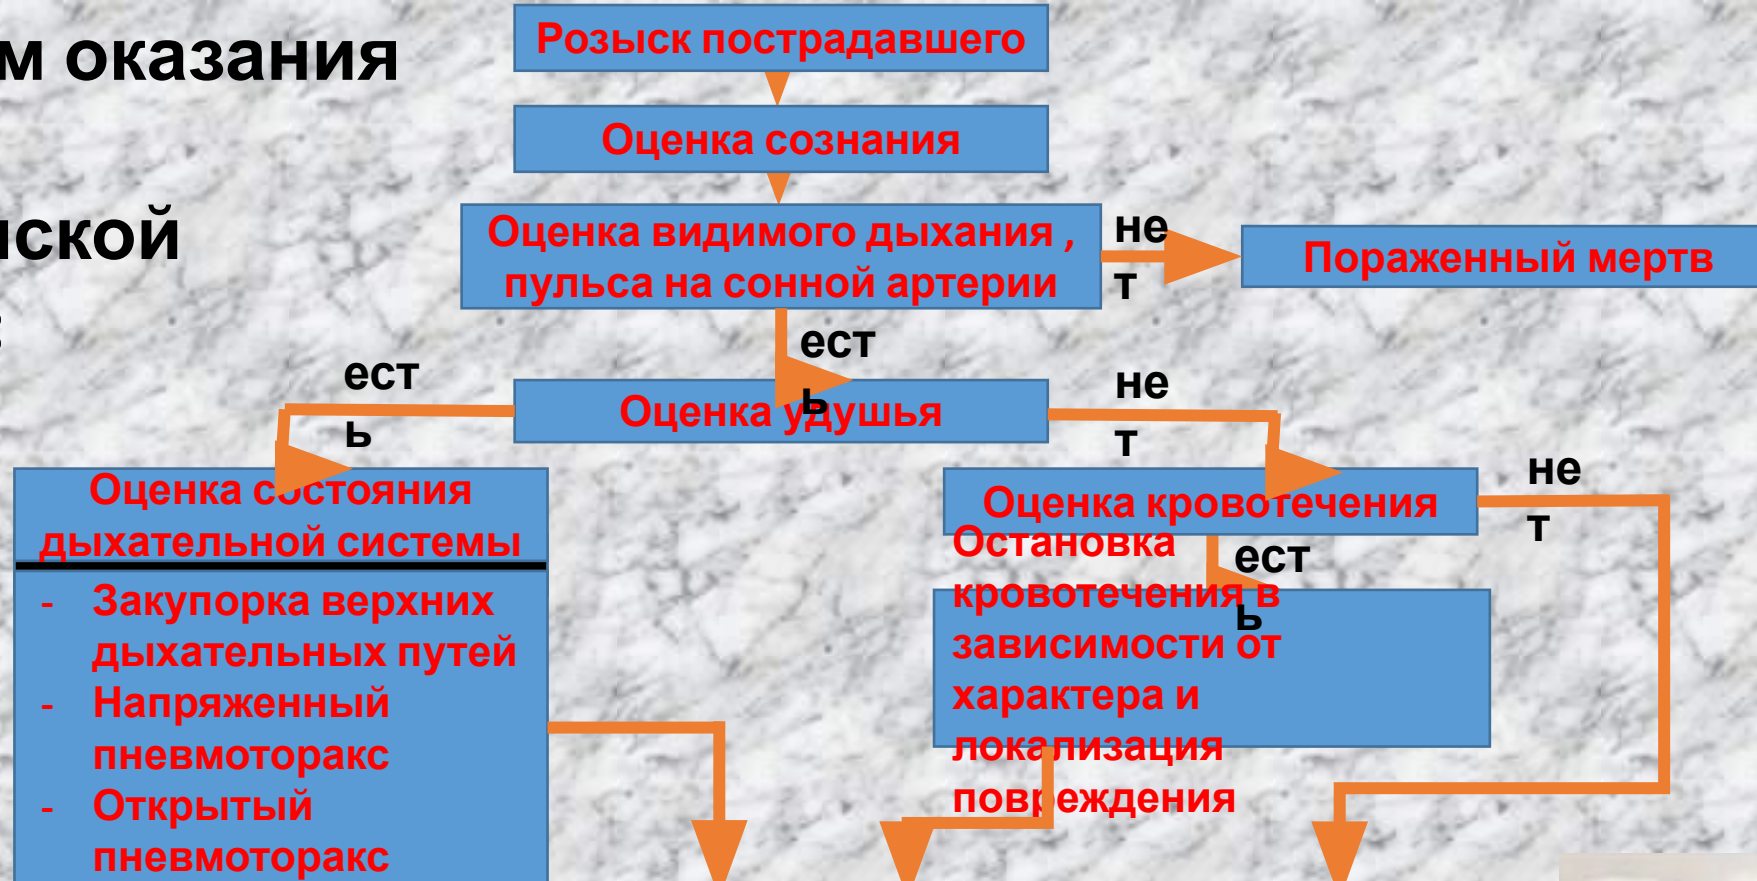 м оказания
нской
Розыск пострадавшего
Оценка сознания
Оценка видимого дыхания ,
пульса на сонной артерии
не
т
Пораженный мертв
ест
ь
Оценка удушья
ест
ь
не
т
Оценка состояния
дыхательной системы
- Закупорка верхних
дыхательных путей
- Напряженный
пневмоторакс
- Открытый
пневмоторакс
Оценка кровотечения
не
т
ест
ь
Остановка
кровотечения в
зависимости от
характера и
локализация
повреждения